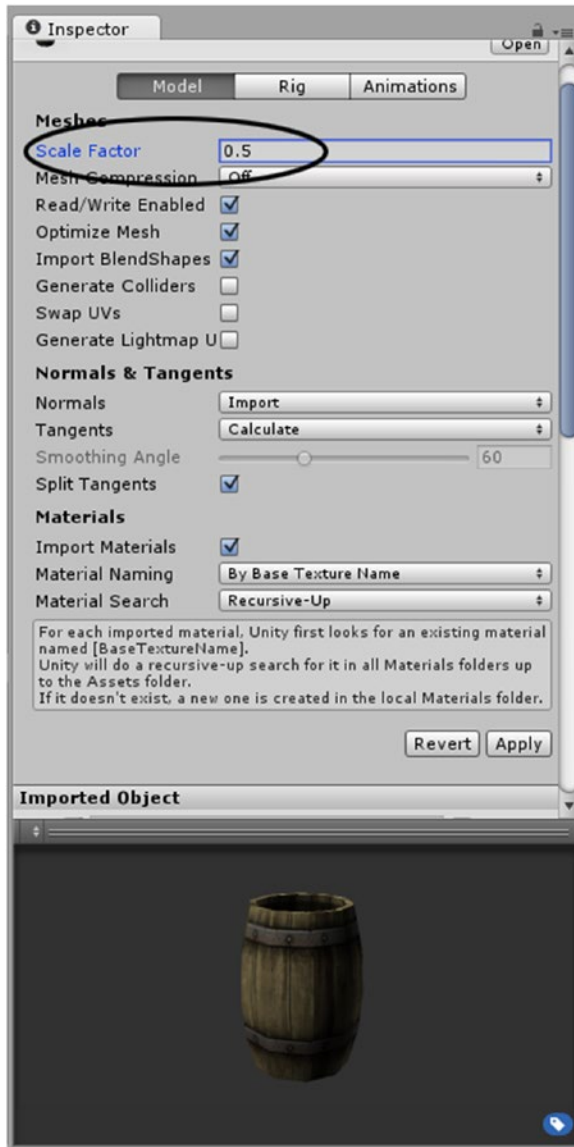 Inspector
Open
Model Rig Animations
Meshes
Scale Factor 0.5
Mesh Compression Off
Read/Write Enabled
Optimize Mesh
Import BlendShapes
Generate Colliders
Swap UVs
Generate Lightmap U
Normals & Tangents
Normals Import
Tangents Calculate
Smoothing Angle 60
Split Tangents
Materials
Import Materials
Material Naming By Base Texture Name
Material Search Recursive-Up
For each imported material, Unity first looks for an existing material
named [BaseTextureName].
Unity will do a recursive-up search for it in all Materials folders up
to the Assets folder.
If it doesn't exist, a new one is created in the local Materials folder.
Revert Apply
Imported Object